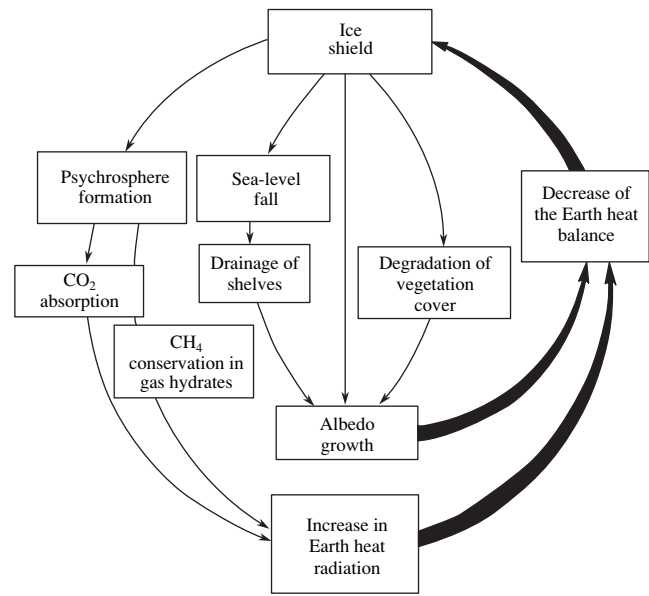 Ice
shield
Psychrosphere
formation
Sea-level
fall
Decrease of
the Earth heat
balance
Drainage of
shelves
Degradation of
vegetation
cover
CO₂
absorption
CH₄
conservation in
gas hydrates
Albedo
growth
Increase in
Earth heat
radiation